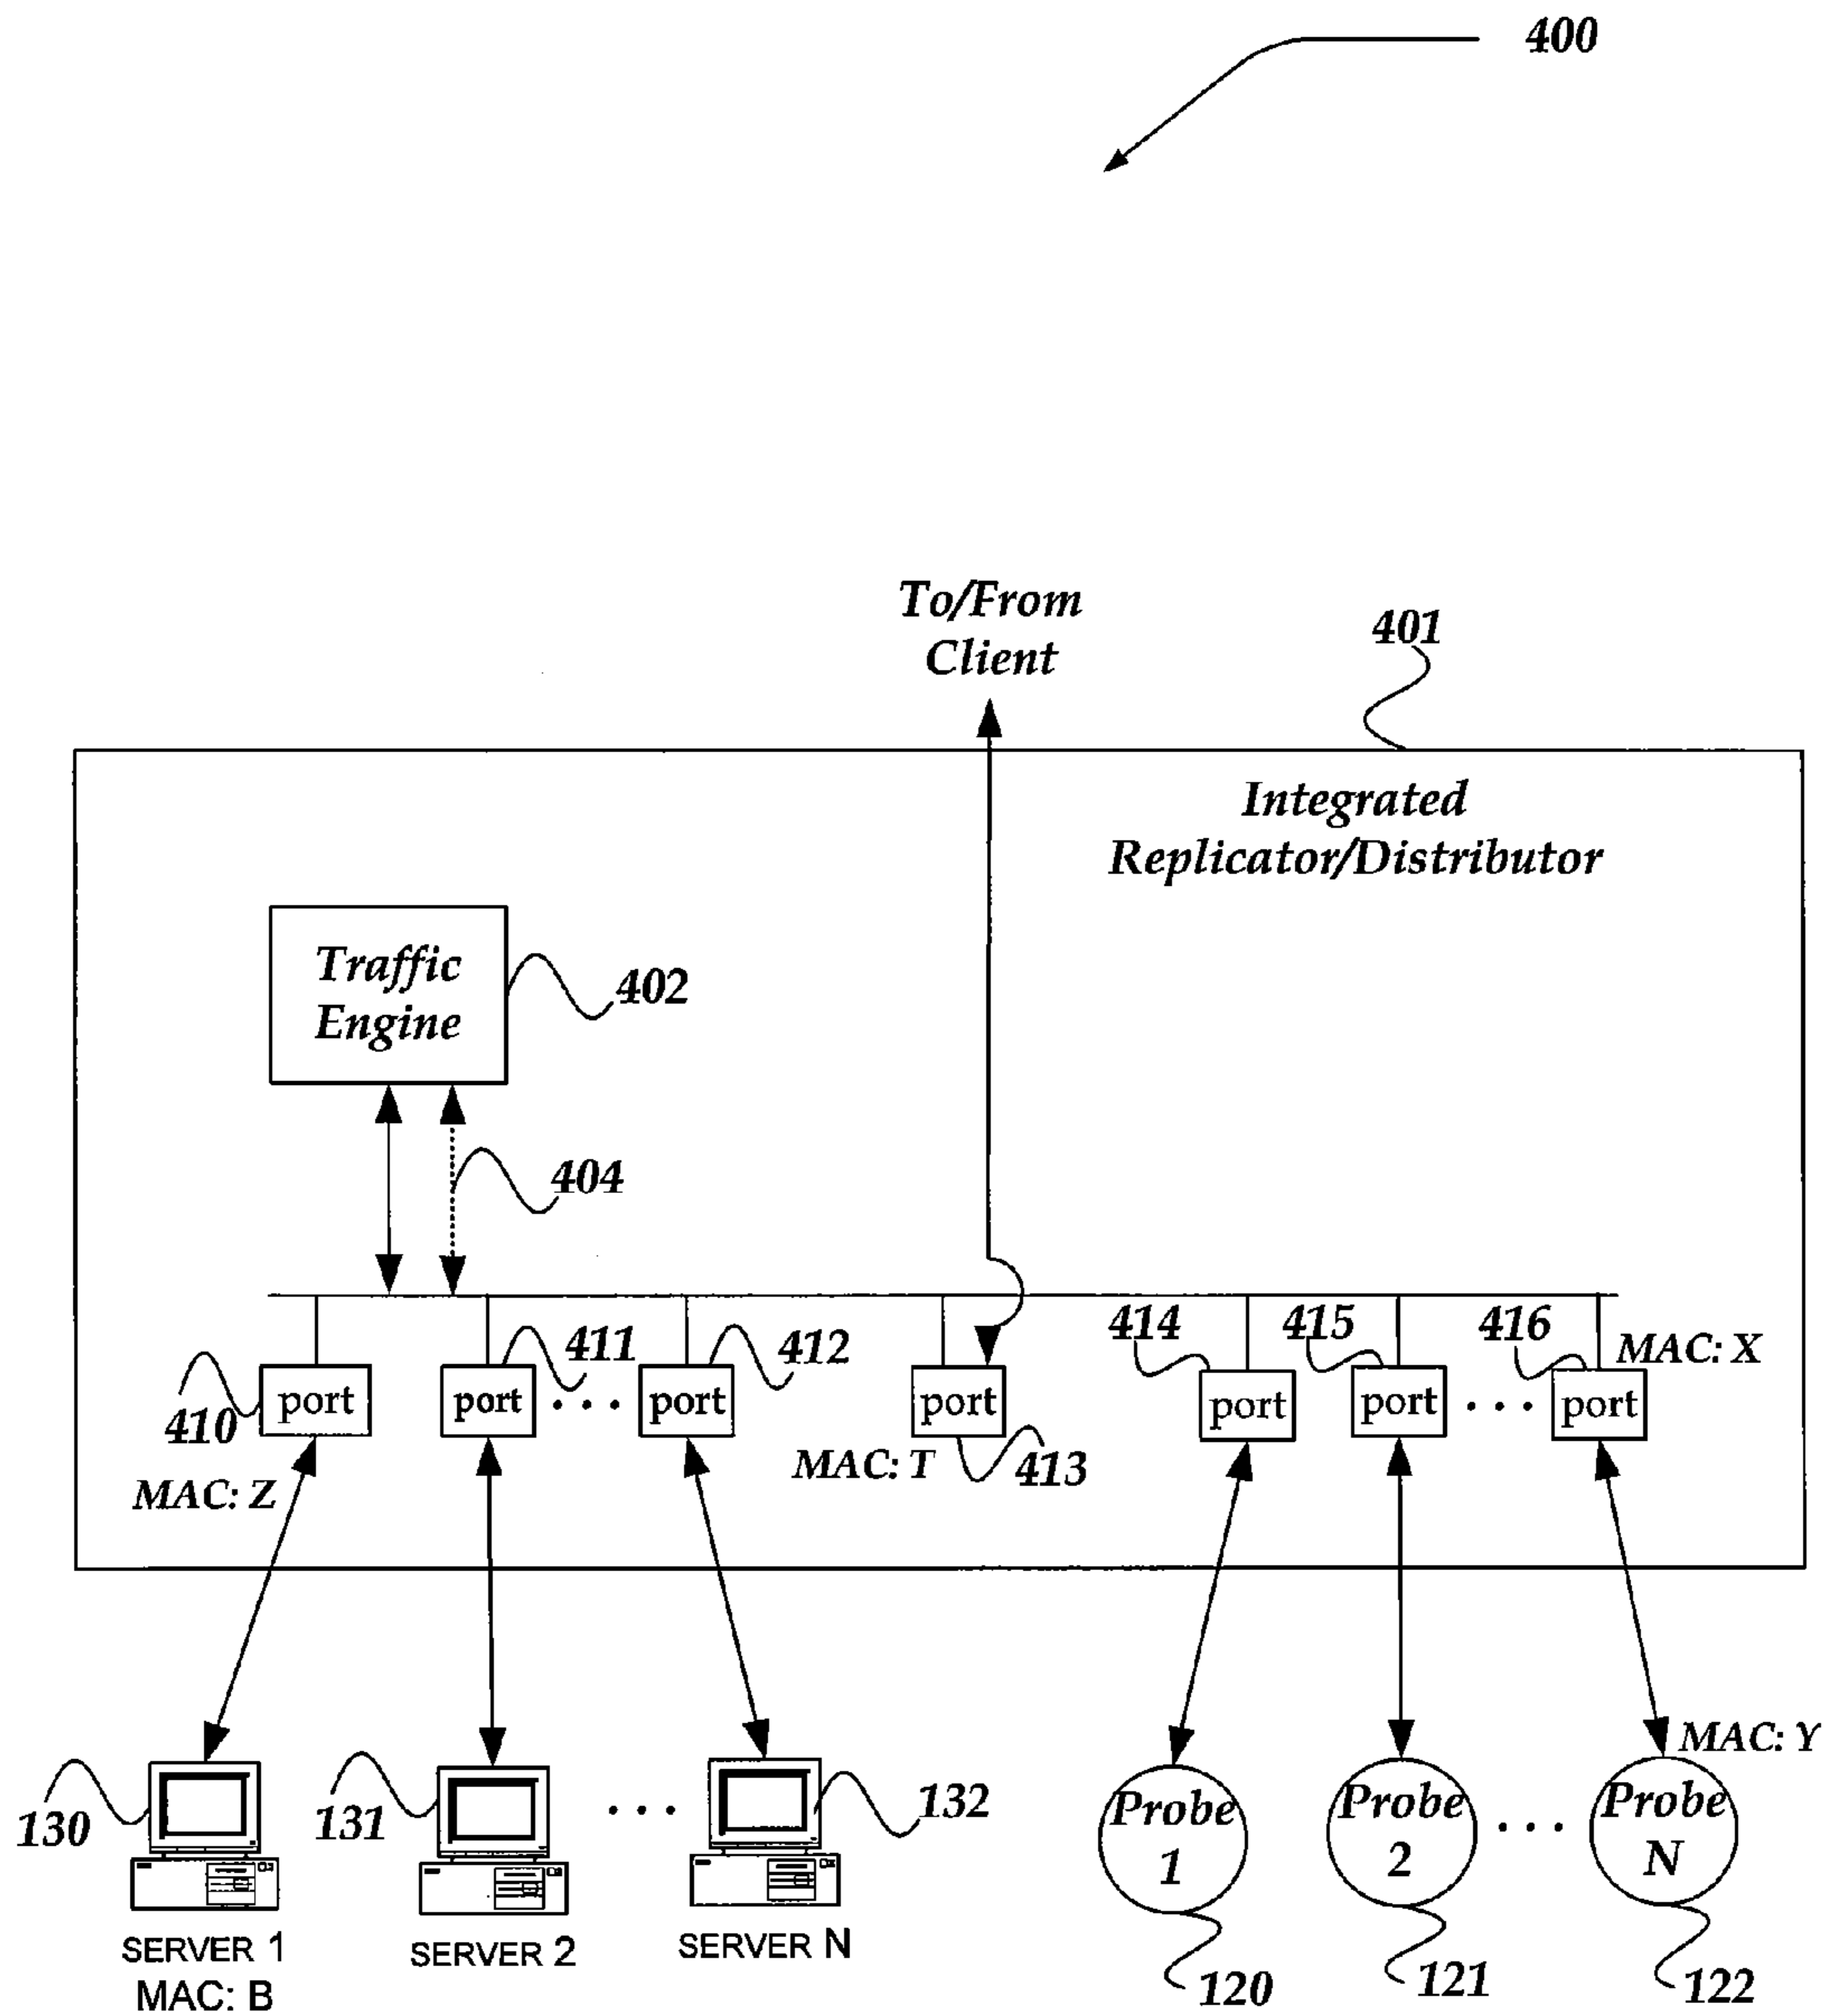 400
To/From
Client
401
Integrated
Replicator/Distributor
Traffic
Engine
402
404
410
port
411
port
• • •
412
port
413
port
414
port
415
port
• • •
416
port
MAC: X
MAC: Z
MAC: T
MAC: Y
130
131
• • •
132
Probe
1
Probe
2
• • •
Probe
N
SERVER 1
MAC: B
SERVER 2
SERVER N
120
121
122